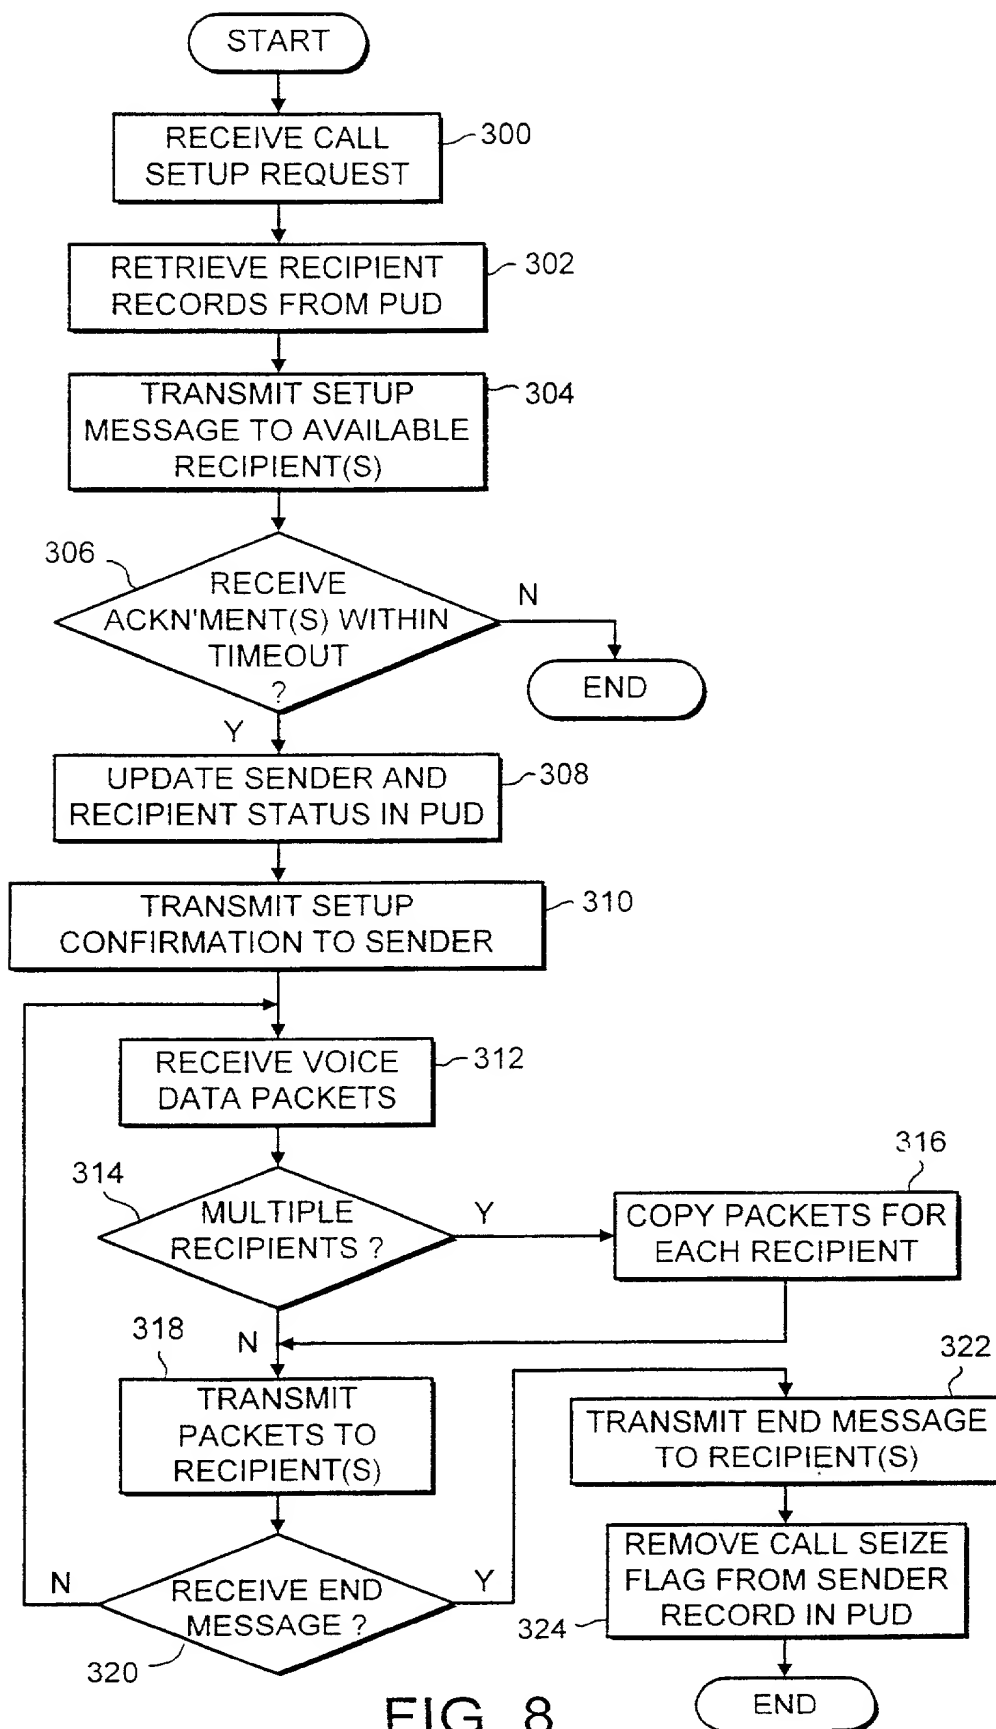 START
RECEIVE CALL
SETUP REQUEST
300
RETRIEVE RECIPIENT
RECORDS FROM PUD
302
TRANSMIT SETUP
MESSAGE TO AVAILABLE
RECIPIENT(S)
304
306
RECEIVE
ACKN'MENT(S) WITHIN
TIMEOUT
?
N
END
Y
UPDATE SENDER AND
RECIPIENT STATUS IN PUD
308
TRANSMIT SETUP
CONFIRMATION TO SENDER
310
RECEIVE VOICE
DATA PACKETS
312
314
MULTIPLE
RECIPIENTS ?
Y
316
COPY PACKETS FOR
EACH RECIPIENT
N
318
TRANSMIT
PACKETS TO
RECIPIENT(S)
322
TRANSMIT END MESSAGE
TO RECIPIENT(S)
N
RECEIVE END
MESSAGE ?
Y
320
REMOVE CALL SEIZE
FLAG FROM SENDER
RECORD IN PUD
324
END
FIG. 8